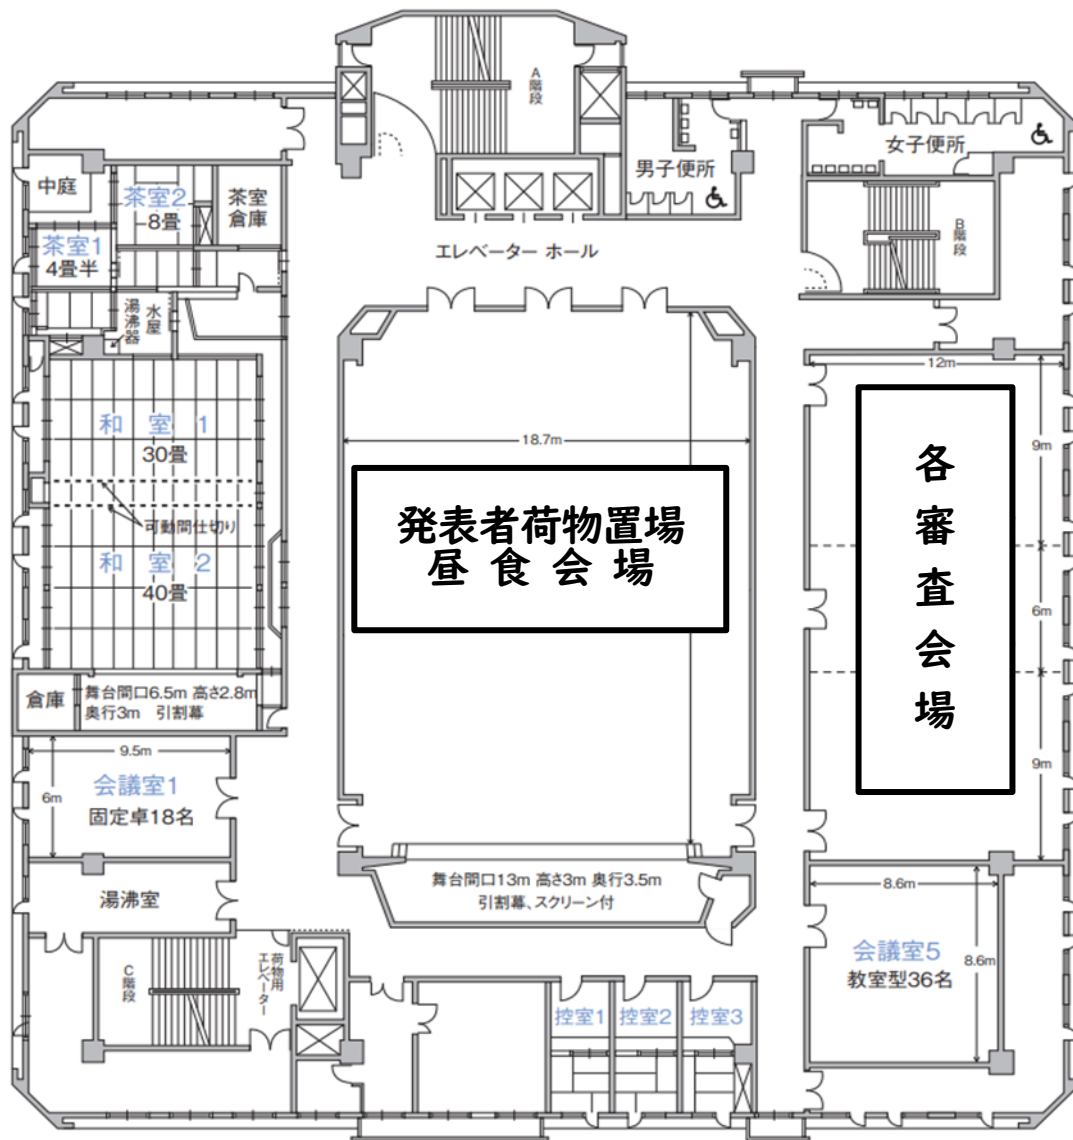 A階段
男子便所
女子便所
中庭
茶室2
8畳
茶室
倉庫
茶室1
4畳半
エレベーター ホール
B階段
湯沸器
水屋
12m
和 室 1
30畳
可動間仕切り
和 室 2
40畳
18.7m
発表者荷物置場
昼 食 会 場
各審査会場
9m
6m
9m
倉庫
舞台間口6.5m 高さ2.8m
奥行3m 引割幕
9.5m
6m
会議室1
固定卓18名
湯沸室
舞台間口13m 高さ3m 奥行3.5m
引割幕、スクリーン付
8.6m
8.6m
会議室5
教室型36名
C階段
荷物用
エレベーター
控室1
控室2
控室3